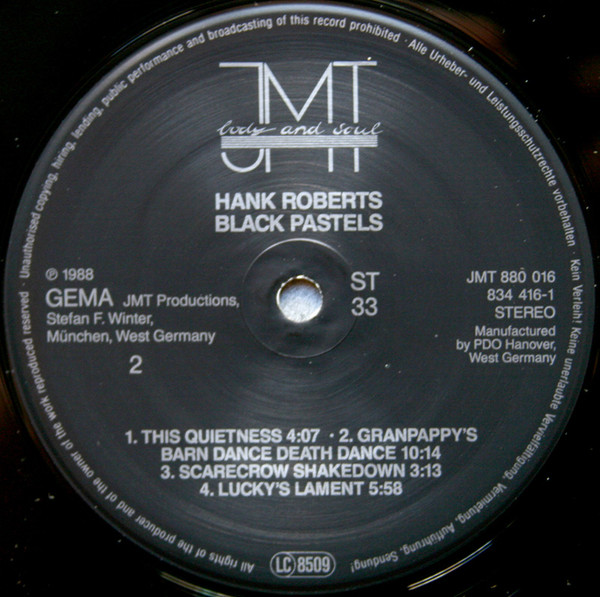 JMT
body and soul
HANK ROBERTS
BLACK PASTELS
℗ 1988
GEMA JMT Productions,
Stefan F. Winter,
München, West Germany
2
ST
33
JMT 880 016
834 416-1
STEREO
Manufactured
by PDO Hanover,
West Germany
1. THIS QUIETNESS 4:07 · 2. GRANPAPPY'S
BARN DANCE DEATH DANCE 10:14
3. SCARECROW SHAKEDOWN 3:13
4. LUCKY'S LAMENT 5:58
All rights of the producer and of the owner of the work reproduced reserved · Unauthorised copying, hiring, lending, public performance and broadcasting of this record prohibited · Alle Urheber- und Leistungsschutzrechte vorbehalten · Kein Verleih! Keine unerlaubte Vervielfältigung, Vermietung, Aufführung, Sendung!
LC 8509